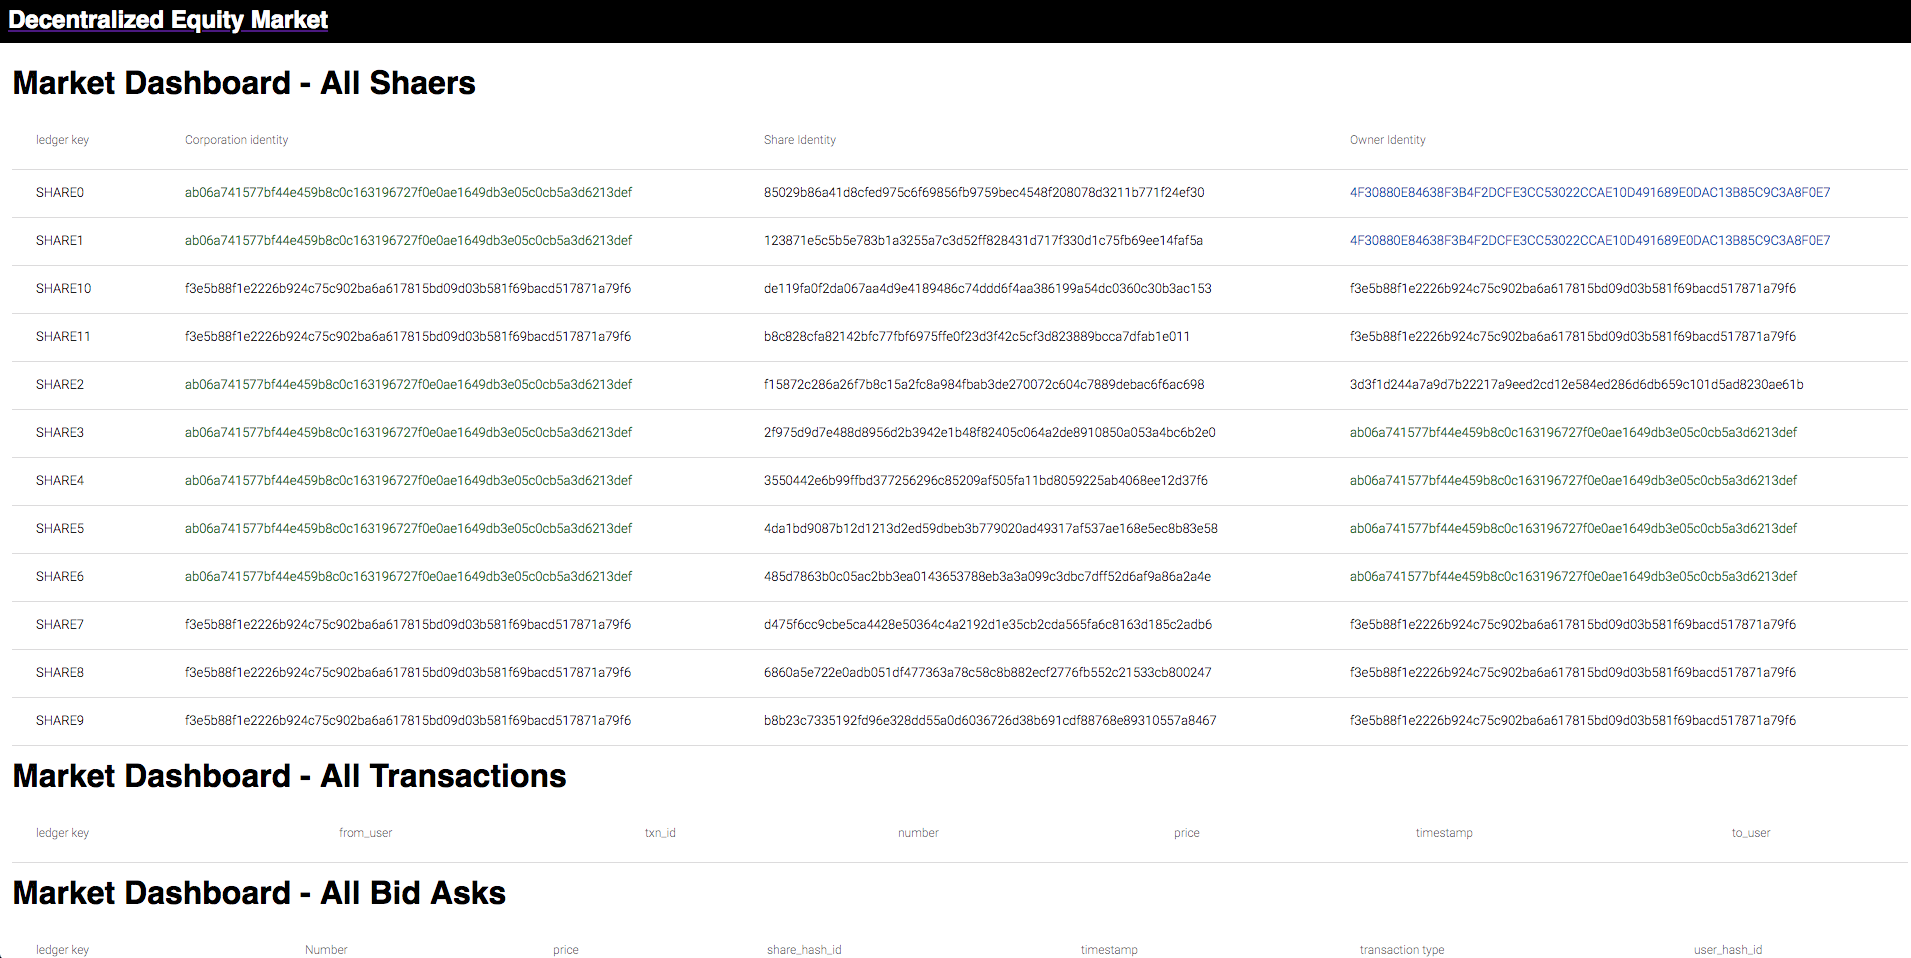 Decentralized Equity Market
Market Dashboard - All Shaers
ledger key Corporation identity Share Identity Owner Identity
SHARE0 ab06a741577bf44e459b8c0c163196727f0e0ae1649db3e05c0cb5a3d6213def 85029b86a41d8cfed975c6f69856fb9759bec4548f208078d3211b771f24ef30 4F30880E84638F3B4F2DCFE3CC53022CCAE10D491689E0DAC13B85C9C3A8F0E7
SHARE1 ab06a741577bf44e459b8c0c163196727f0e0ae1649db3e05c0cb5a3d6213def 123871e5c5b5e783b1a3255a7c3d52ff828431d717f330d1c75fb69ee14faf5a 4F30880E84638F3B4F2DCFE3CC53022CCAE10D491689E0DAC13B85C9C3A8F0E7
SHARE10 f3e5b88f1e2226b924c75c902ba6a617815bd09d03b581f69bacd517871a79f6 de119fa0f2da067aa4d9e4189486c74ddd6f4aa386199a54dc0360c30b3ac153 f3e5b88f1e2226b924c75c902ba6a617815bd09d03b581f69bacd517871a79f6
SHARE11 f3e5b88f1e2226b924c75c902ba6a617815bd09d03b581f69bacd517871a79f6 b8c828cfa82142bfc77fbf6975ffe0f23d3f42c5cf3d823889bcca7dfab1e011 f3e5b88f1e2226b924c75c902ba6a617815bd09d03b581f69bacd517871a79f6
SHARE2 ab06a741577bf44e459b8c0c163196727f0e0ae1649db3e05c0cb5a3d6213def f15872c286a26f7b8c15a2fc8a984fbab3de270072c604c7889debac6f6ac698 3d3f1d244a7a9d7b22217a9eed2cd12e584ed286d6db659c101d5ad8230ae61b
SHARE3 ab06a741577bf44e459b8c0c163196727f0e0ae1649db3e05c0cb5a3d6213def 2f975d9d7e488d8956d2b3942e1b48f82405c064a2de8910850a053a4bc6b2e0 ab06a741577bf44e459b8c0c163196727f0e0ae1649db3e05c0cb5a3d6213def
SHARE4 ab06a741577bf44e459b8c0c163196727f0e0ae1649db3e05c0cb5a3d6213def 3550442e6b99ffbd377256296c85209af505fa11bd8059225ab4068ee12d37f6 ab06a741577bf44e459b8c0c163196727f0e0ae1649db3e05c0cb5a3d6213def
SHARE5 ab06a741577bf44e459b8c0c163196727f0e0ae1649db3e05c0cb5a3d6213def 4da1bd9087b12d1213d2ed59dbeb3b779020ad49317af537ae168e5ec8b83e58 ab06a741577bf44e459b8c0c163196727f0e0ae1649db3e05c0cb5a3d6213def
SHARE6 ab06a741577bf44e459b8c0c163196727f0e0ae1649db3e05c0cb5a3d6213def 485d7863b0c05ac2bb3ea0143653788eb3a3a099c3dbc7dff52d6af9a86a2a4e ab06a741577bf44e459b8c0c163196727f0e0ae1649db3e05c0cb5a3d6213def
SHARE7 f3e5b88f1e2226b924c75c902ba6a617815bd09d03b581f69bacd517871a79f6 d475f6cc9cbe5ca4428e50364c4a2192d1e35cb2cda565fa6c8163d185c2adb6 f3e5b88f1e2226b924c75c902ba6a617815bd09d03b581f69bacd517871a79f6
SHARE8 f3e5b88f1e2226b924c75c902ba6a617815bd09d03b581f69bacd517871a79f6 6860a5e722e0adb051df477363a78c58c8b882ecf2776fb552c21533cb800247 f3e5b88f1e2226b924c75c902ba6a617815bd09d03b581f69bacd517871a79f6
SHARE9 f3e5b88f1e2226b924c75c902ba6a617815bd09d03b581f69bacd517871a79f6 b8b23c7335192fd96e328dd55a0d6036726d38b691cdf88768e89310557a8467 f3e5b88f1e2226b924c75c902ba6a617815bd09d03b581f69bacd517871a79f6
Market Dashboard - All Transactions
ledger key from_user txn_id number price timestamp to_user
Market Dashboard - All Bid Asks
ledger key Number price share_hash_id timestamp transaction type user_hash_id